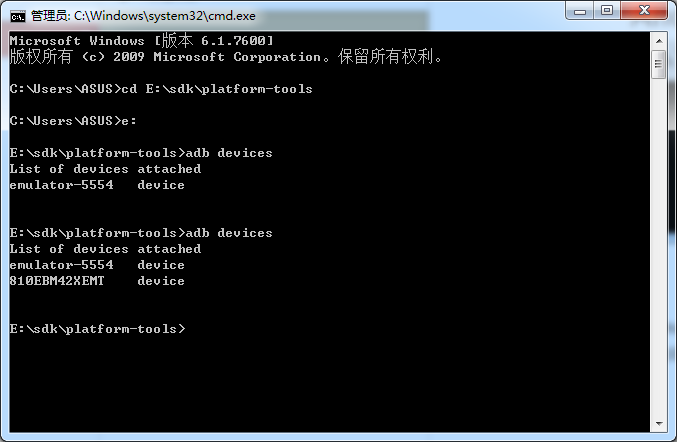 管理员: C:\Windows\system32\cmd.exe
Microsoft Windows [版本 6.1.7600]
版权所有 (c) 2009 Microsoft Corporation。保留所有权利。
C:\Users\ASUS>cd E:\sdk\platform-tools
C:\Users\ASUS>e:
E:\sdk\platform-tools>adb devices
List of devices attached
emulator-5554   device
E:\sdk\platform-tools>adb devices
List of devices attached
emulator-5554   device
810EBM42XEMT    device
E:\sdk\platform-tools>